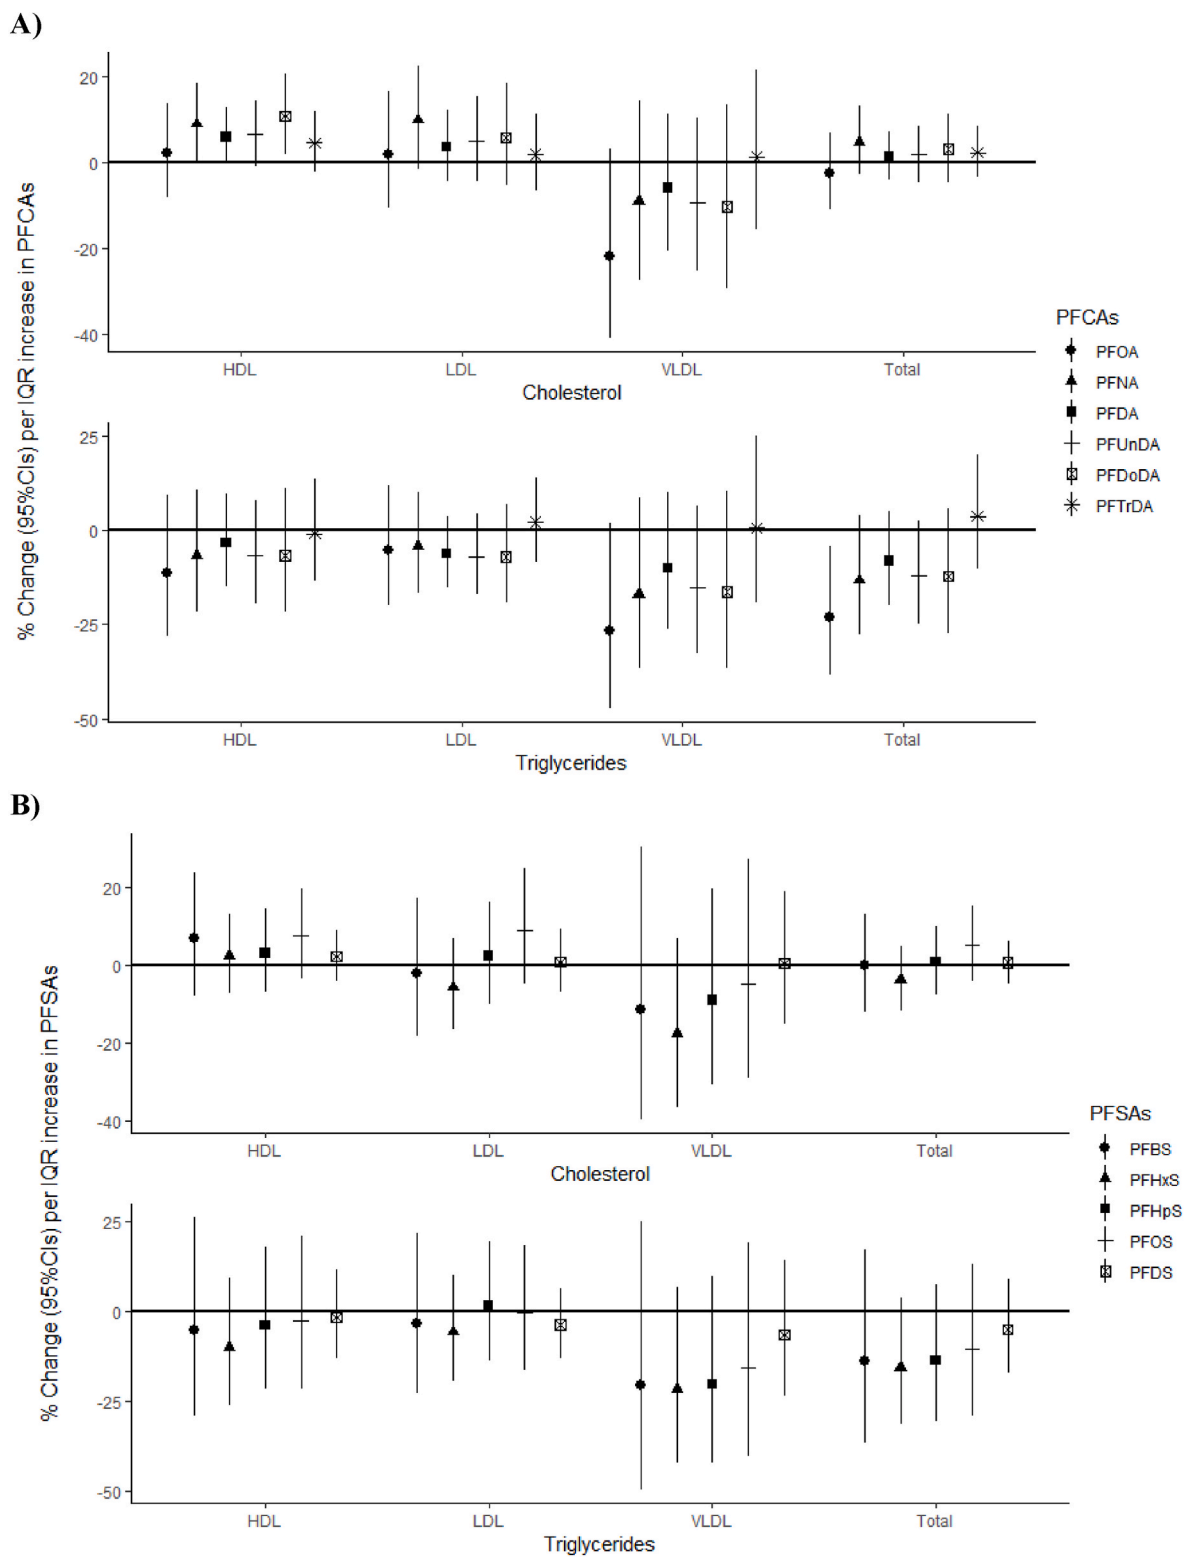 A)
% Change (95%CIs) per IQR increase in PFCAs
20
0
-20
-40
HDL LDL VLDL Total
Cholesterol
25
0
-25
-50
HDL LDL VLDL Total
Triglycerides
PFCAs
PFOA
PFNA
PFDA
PFUnDA
PFDoDA
PFTrDA
B)
% Change (95%CIs) per IQR increase in PFSAs
20
0
-20
-40
HDL LDL VLDL Total
Cholesterol
25
0
-25
-50
HDL LDL VLDL Total
Triglycerides
PFSAs
PFBS
PFHxS
PFHpS
PFOS
PFDS